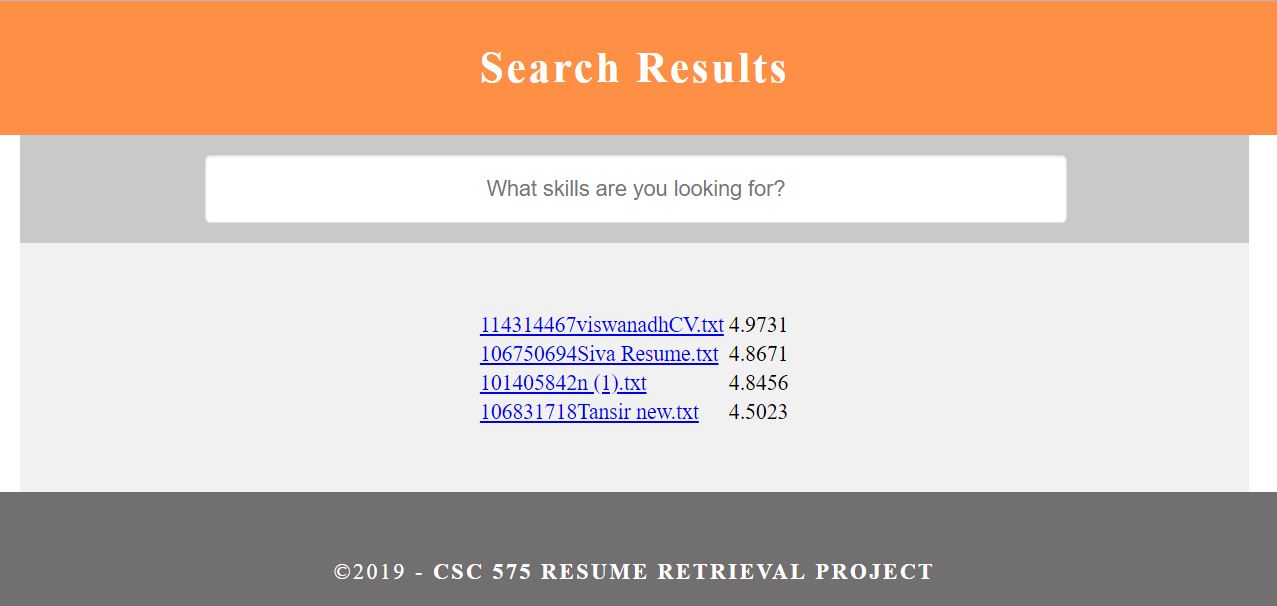 Search Results
What skills are you looking for?
114314467viswanadhCV.txt 4.9731
106750694Siva Resume.txt 4.8671
101405842n (1).txt 4.8456
106831718Tansir new.txt 4.5023
©2019 - CSC 575 RESUME RETRIEVAL PROJECT